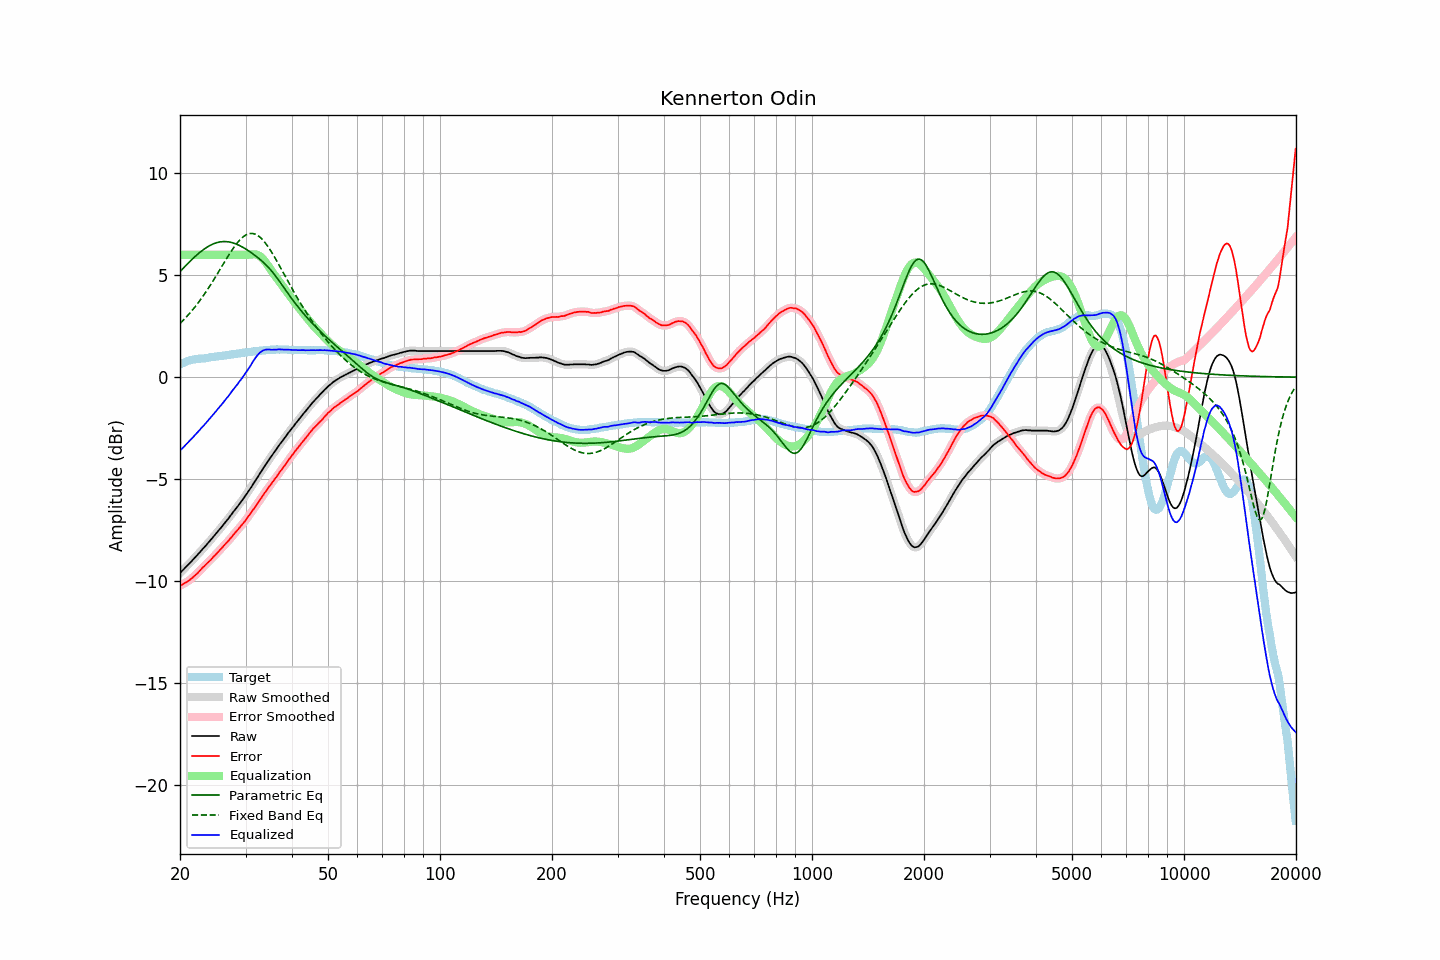 Kennerton Odin
Amplitude (dBr)
10
5
0
−5
−10
−15
−20
Target
Raw Smoothed
Error Smoothed
Raw
Error
Equalization
Parametric Eq
Fixed Band Eq
Equalized
20 50 100 200 500 1000 2000 5000 10000 20000
Frequency (Hz)